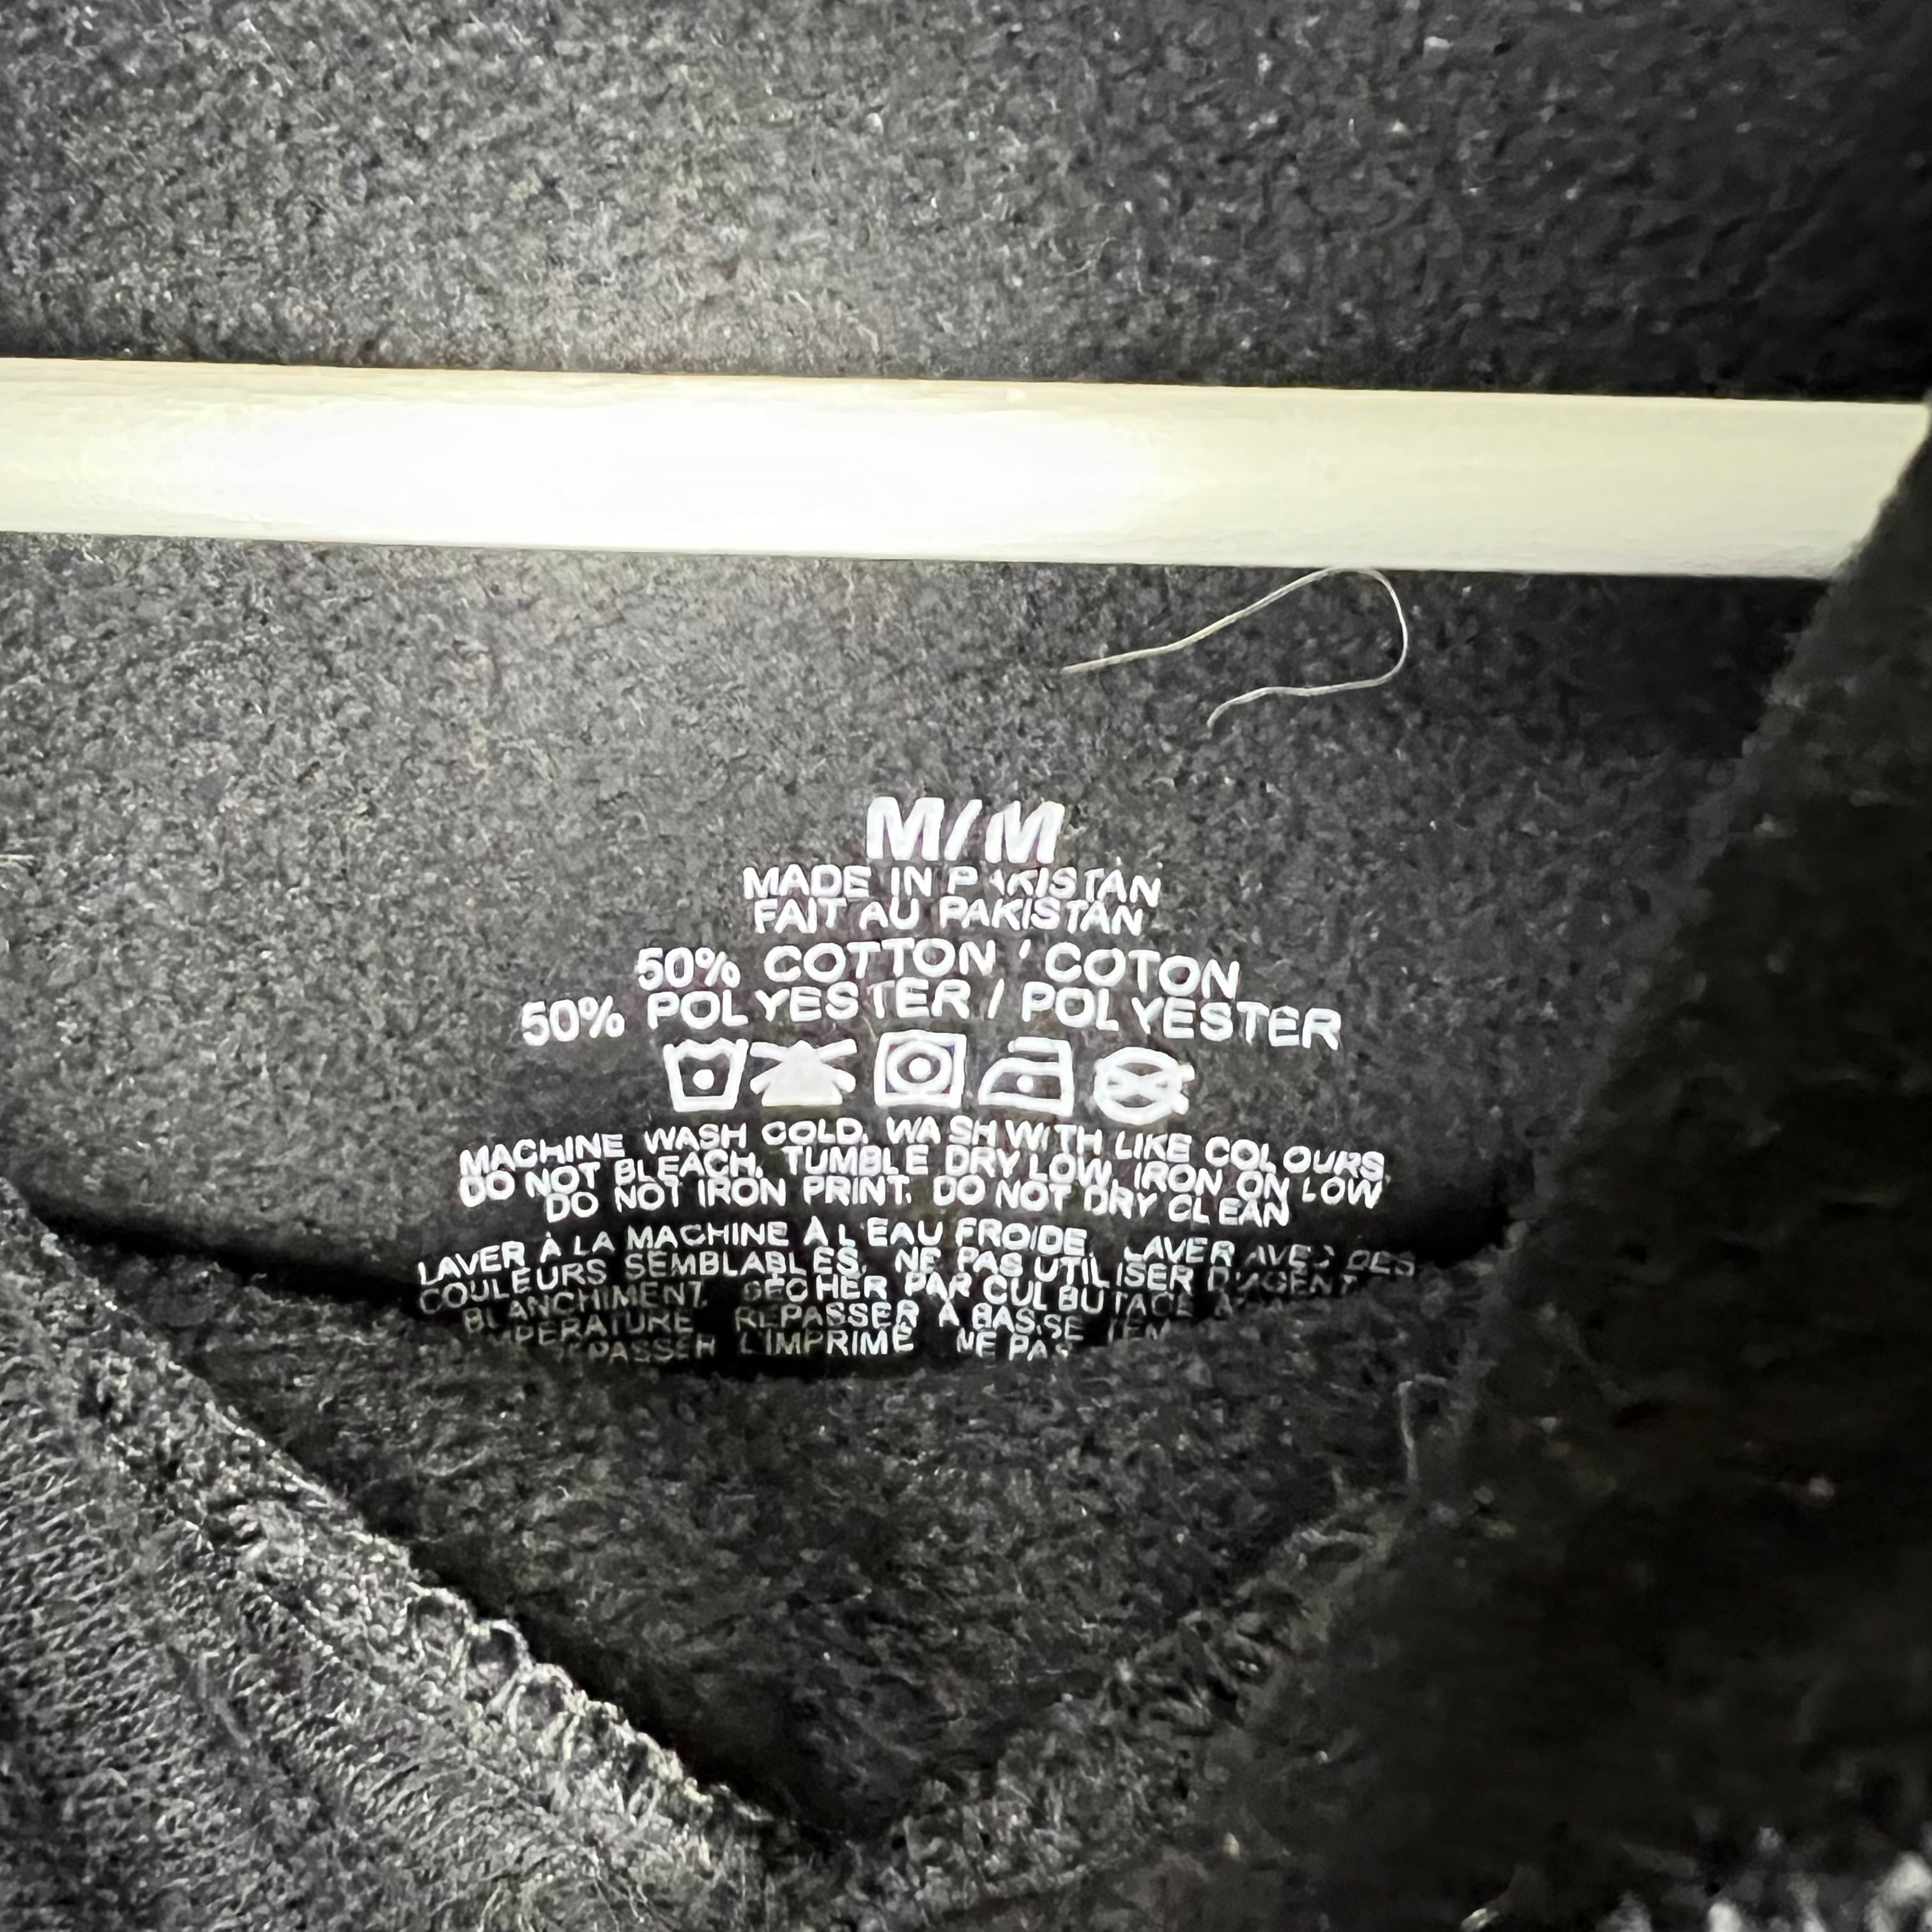 M/M
MADE IN PAKISTAN
FAIT AU PAKISTAN
50% COTTON / COTON
50% POLYESTER / POLYESTER
MACHINE WASH COLD. WASH WITH LIKE COLOURS.
DO NOT BLEACH. TUMBLE DRY LOW. IRON ON LOW.
DO NOT IRON PRINT. DO NOT DRY CLEAN
LAVER À LA MACHINE À L'EAU FROIDE. LAVER AVEC DES
COULEURS SEMBLABLES. NE PAS UTILISER D'AGENT
BLANCHIMENT. SÉCHER PAR CULBUTAGE À
TEMPÉRATURE REPASSER À BASSE
REPASSER L'IMPRIMÉ NE PAS